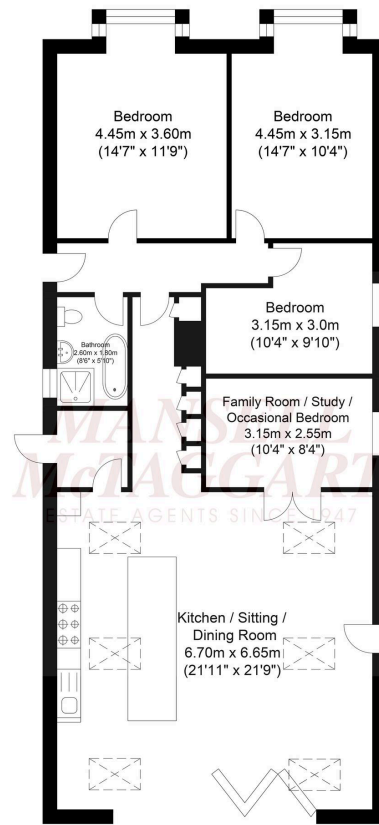 Bedroom
4.45m x 3.60m
(14'7" x 11'9")
Bedroom
4.45m x 3.15m
(14'7" x 10'4")
Bedroom
3.15m x 3.0m
(10'4" x 9'10")
Bathroom
2.60m x 1.80m
(8'6" x 5'10")
Family Room / Study /
Occasional Bedroom
3.15m x 2.55m
(10'4" x 8'4")
MANSELL
McTAGGART
ESTATE AGENTS SINCE 1947
Kitchen / Sitting /
Dining Room
6.70m x 6.65m
(21'11" x 21'9")